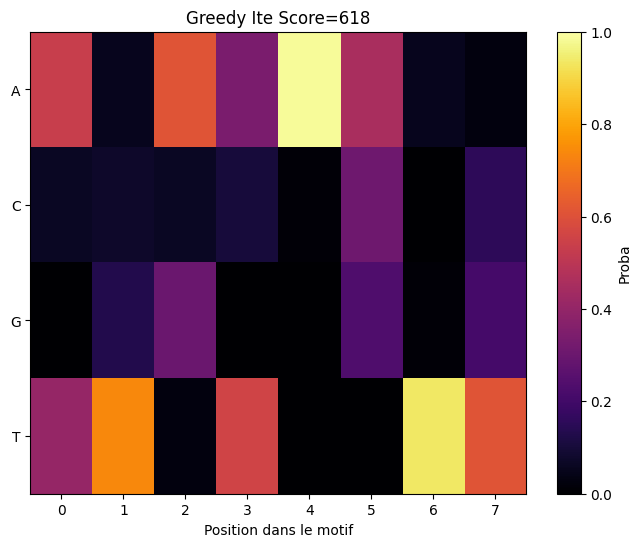 Greedy Ite Score=618
A
C
G
T
0 1 2 3 4 5 6 7
Position dans le motif
1.0
0.8
0.6
0.4
0.2
0.0
Proba